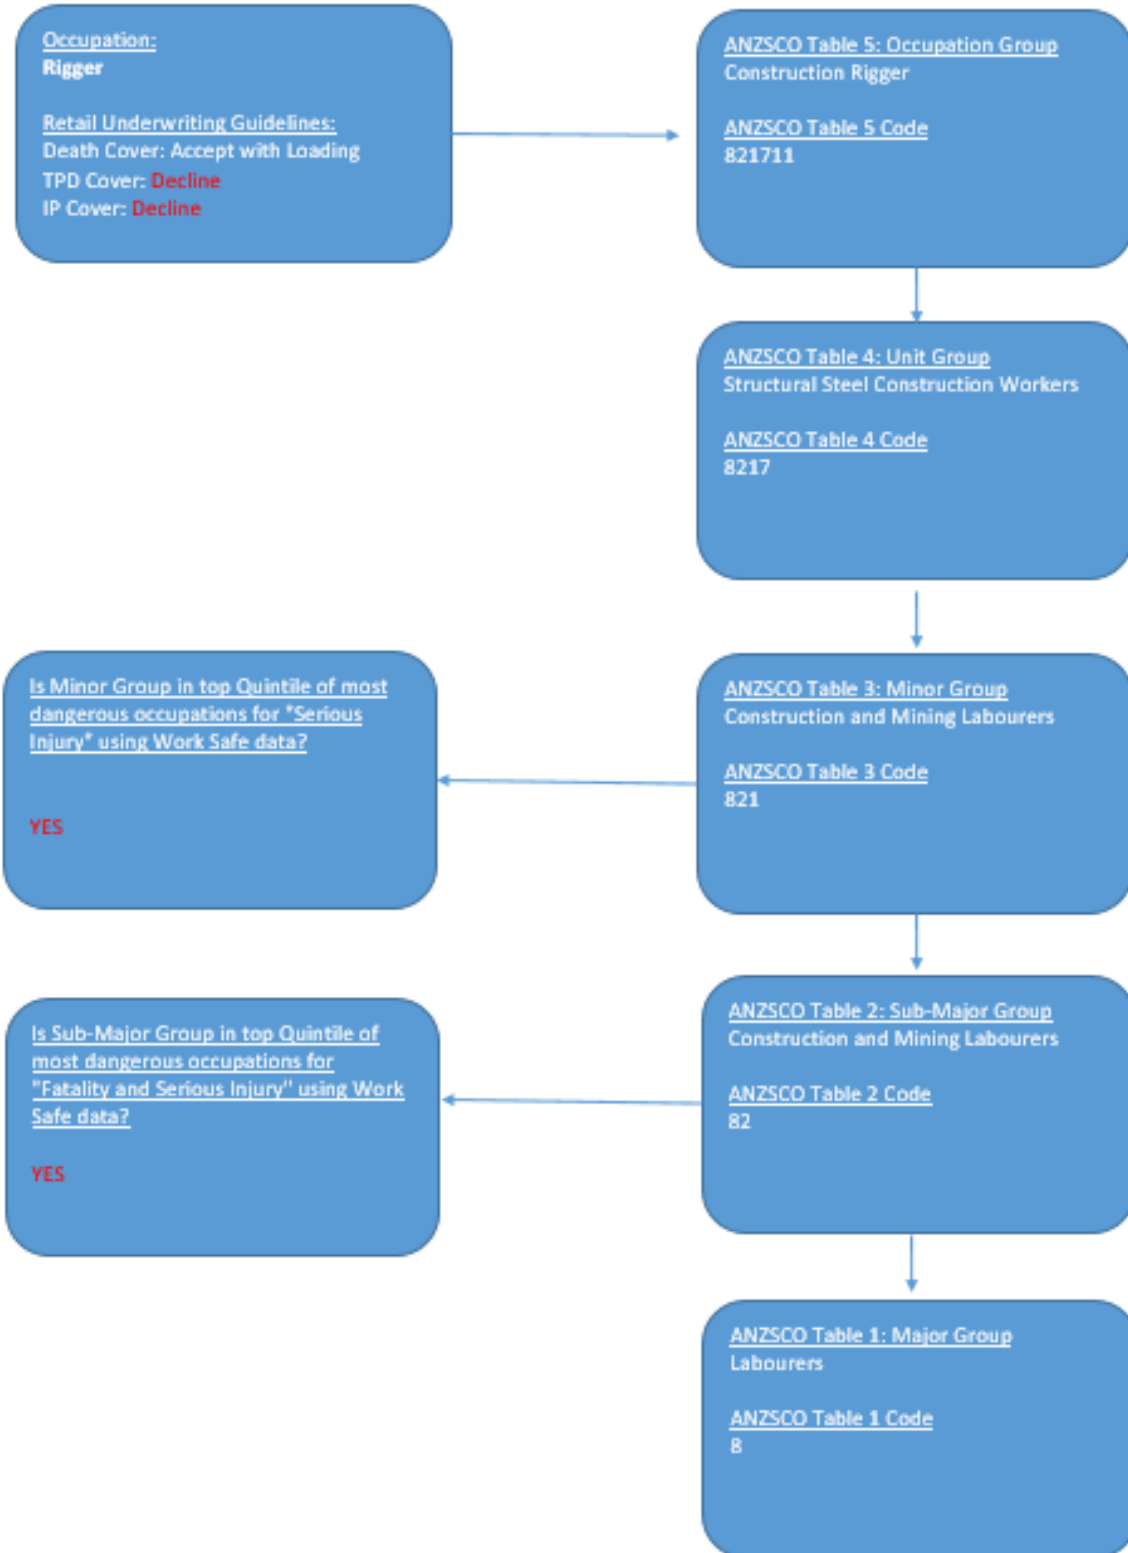 Occupation:
Rigger
Retail Underwriting Guidelines:
Death Cover: Accept with Loading
TPD Cover: Decline
IP Cover: Decline
ANZSCO Table 5: Occupation Group
Construction Rigger
ANZSCO Table 5 Code
821711
ANZSCO Table 4: Unit Group
Structural Steel Construction Workers
ANZSCO Table 4 Code
8217
Is Minor Group in top Quintile of most
dangerous occupations for "Serious
Injury" using Work Safe data?
YES
ANZSCO Table 3: Minor Group
Construction and Mining Labourers
ANZSCO Table 3 Code
821
Is Sub-Major Group in top Quintile of
most dangerous occupations for
"Fatality and Serious Injury" using Work
Safe data?
YES
ANZSCO Table 2: Sub-Major Group
Construction and Mining Labourers
ANZSCO Table 2 Code
82
ANZSCO Table 1: Major Group
Labourers
ANZSCO Table 1 Code
8